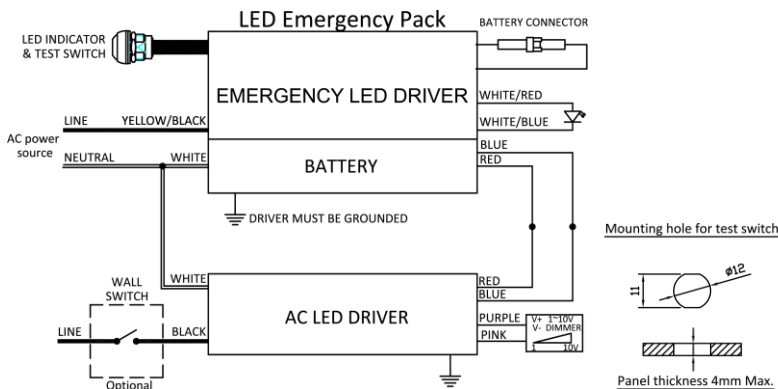 LED Emergency Pack
LED INDICATOR
& TEST SWITCH
BATTERY CONNECTOR
EMERGENCY LED DRIVER
WHITE/RED
WHITE/BLUE
LINE YELLOW/BLACK
AC power
source
NEUTRAL WHITE
BATTERY
BLUE
RED
DRIVER MUST BE GROUNDED
Mounting hole for test switch
WHITE
WALL
SWITCH
LINE
BLACK
Optional
AC LED DRIVER
RED
BLUE
PURPLE
PINK
V+ 1~10V
V- DIMMER
1 10V
11
ø12
Panel thickness 4mm Max.